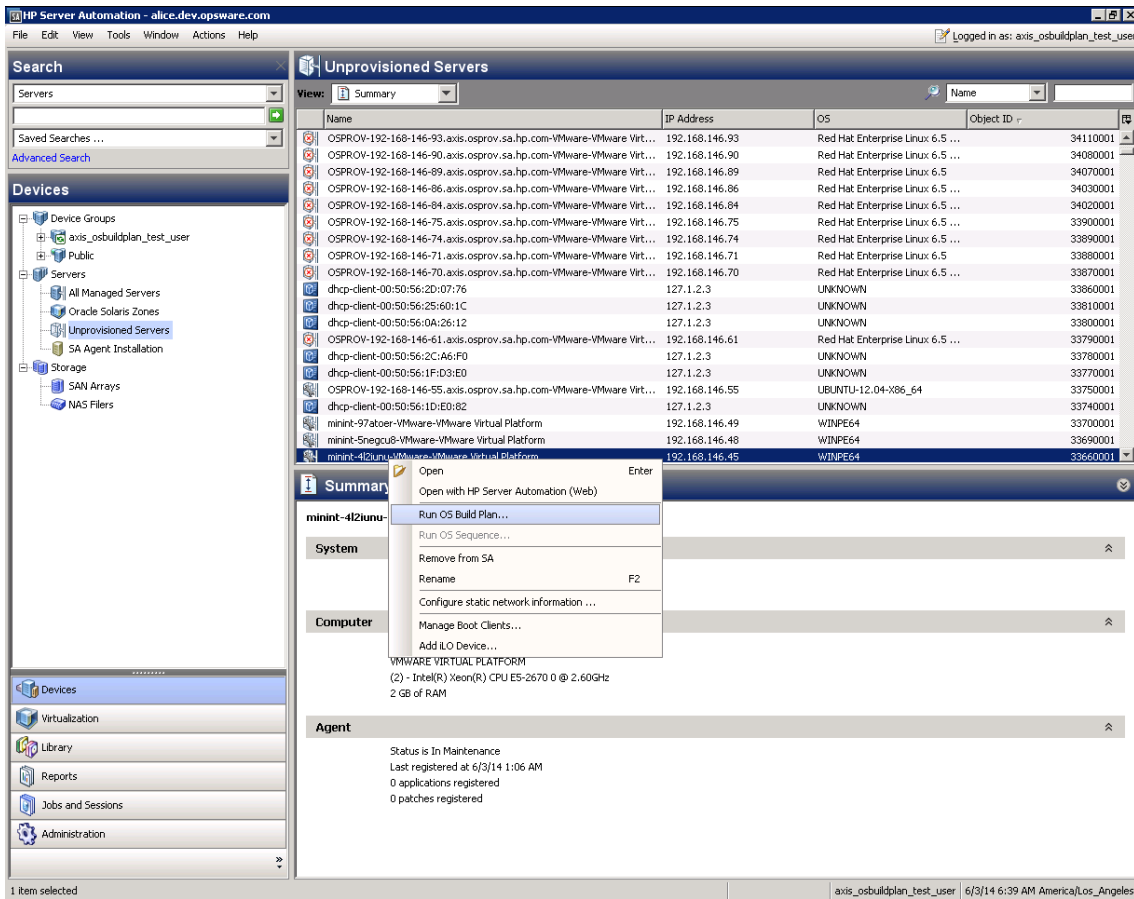 HP Server Automation - alice.dev.opsware.com
File Edit View Tools Window Actions Help
Logged in as: axis_osbuildplan_test_user
Search
Servers
Saved Searches ...
Advanced Search
Devices
Device Groups
axis_osbuildplan_test_user
Public
Servers
All Managed Servers
Oracle Solaris Zones
Unprovisioned Servers
SA Agent Installation
Storage
SAN Arrays
NAS Filers
Devices
Virtualization
Library
Reports
Jobs and Sessions
Administration
Unprovisioned Servers
View: Summary Name
Name IP Address OS Object ID
OSPROV-192-168-146-93.axis.osprov.sa.hp.com-VMware-VMware Virt... 192.168.146.93 Red Hat Enterprise Linux 6.5 ... 34110001
OSPROV-192-168-146-90.axis.osprov.sa.hp.com-VMware-VMware Virt... 192.168.146.90 Red Hat Enterprise Linux 6.5 ... 34080001
OSPROV-192-168-146-89.axis.osprov.sa.hp.com-VMware-VMware Virt... 192.168.146.89 Red Hat Enterprise Linux 6.5 34070001
OSPROV-192-168-146-86.axis.osprov.sa.hp.com-VMware-VMware Virt... 192.168.146.86 Red Hat Enterprise Linux 6.5 ... 34030001
OSPROV-192-168-146-84.axis.osprov.sa.hp.com-VMware-VMware Virt... 192.168.146.84 Red Hat Enterprise Linux 6.5 ... 34020001
OSPROV-192-168-146-75.axis.osprov.sa.hp.com-VMware-VMware Virt... 192.168.146.75 Red Hat Enterprise Linux 6.5 ... 33900001
OSPROV-192-168-146-74.axis.osprov.sa.hp.com-VMware-VMware Virt... 192.168.146.74 Red Hat Enterprise Linux 6.5 ... 33890001
OSPROV-192-168-146-71.axis.osprov.sa.hp.com-VMware-VMware Virt... 192.168.146.71 Red Hat Enterprise Linux 6.5 33880001
OSPROV-192-168-146-70.axis.osprov.sa.hp.com-VMware-VMware Virt... 192.168.146.70 Red Hat Enterprise Linux 6.5 ... 33870001
dhcp-client-00:50:56:2D:07:76 127.1.2.3 UNKNOWN 33860001
dhcp-client-00:50:56:25:60:1C 127.1.2.3 UNKNOWN 33810001
dhcp-client-00:50:56:0A:26:12 127.1.2.3 UNKNOWN 33800001
OSPROV-192-168-146-61.axis.osprov.sa.hp.com-VMware-VMware Virt... 192.168.146.61 Red Hat Enterprise Linux 6.5 ... 33790001
dhcp-client-00:50:56:2C:A6:F0 127.1.2.3 UNKNOWN 33780001
dhcp-client-00:50:56:1F:D3:E0 127.1.2.3 UNKNOWN 33770001
OSPROV-192-168-146-55.axis.osprov.sa.hp.com-VMware-VMware Virt... 192.168.146.55 UBUNTU-12.04-X86_64 33750001
dhcp-client-00:50:56:1D:E0:82 127.1.2.3 UNKNOWN 33740001
minint-97atoer-VMware-VMware Virtual Platform 192.168.146.49 WINPE64 33700001
minint-5negcu8-VMware-VMware Virtual Platform 192.168.146.48 WINPE64 33690001
minint-4l2iunu-VMware-VMware Virtual Platform 192.168.146.45 WINPE64 33660001
Open Enter
Open with HP Server Automation (Web)
Run OS Build Plan...
Run OS Sequence...
Remove from SA
Rename F2
Configure static network information ...
Manage Boot Clients...
Add iLO Device...
Summary
minint-4l2iunu-
System
Computer
VMWARE VIRTUAL PLATFORM
(2) - Intel(R) Xeon(R) CPU E5-2670 0 @ 2.60GHz
2 GB of RAM
Agent
Status is In Maintenance
Last registered at 6/3/14 1:06 AM
0 applications registered
0 patches registered
1 item selected axis_osbuildplan_test_user 6/3/14 6:39 AM America/Los_Angeles